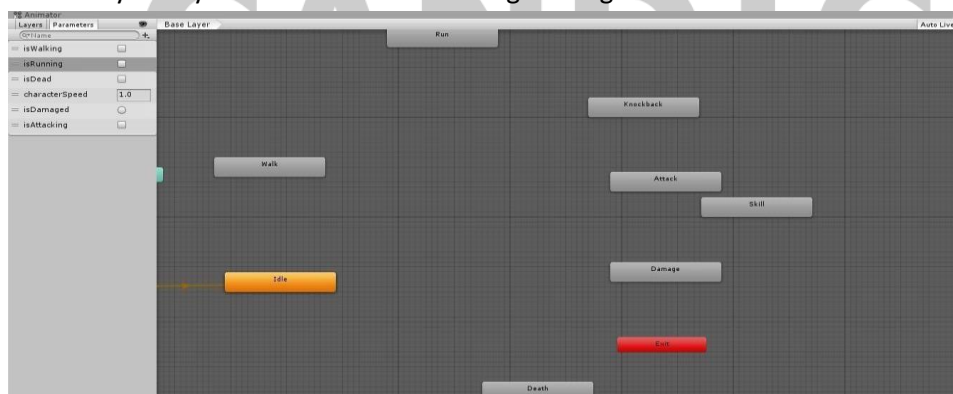 Animator
Layers Parameters Base Layer Auto Live
Name
isWalking
isRunning
isDead
characterSpeed 1.0
isDamaged
isAttacking
Run
Knockback
Walk
Attack
Skill
Damage
Idle
Exit
Death